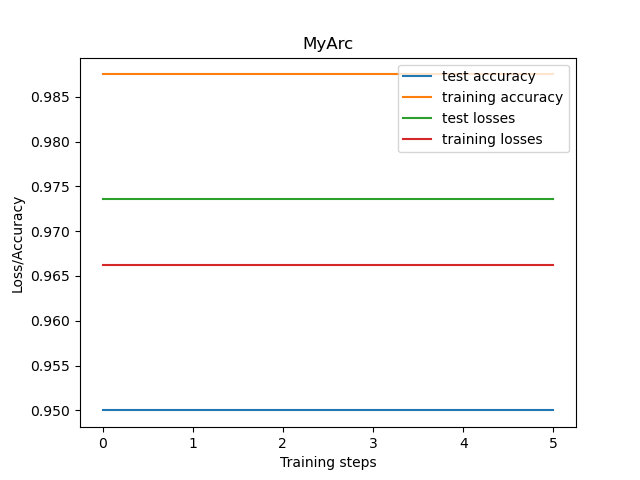 MyArc
Loss/Accuracy
0.985
0.980
0.975
0.970
0.965
0.960
0.955
0.950
test accuracy
training accuracy
test losses
training losses
0 1 2 3 4 5
Training steps